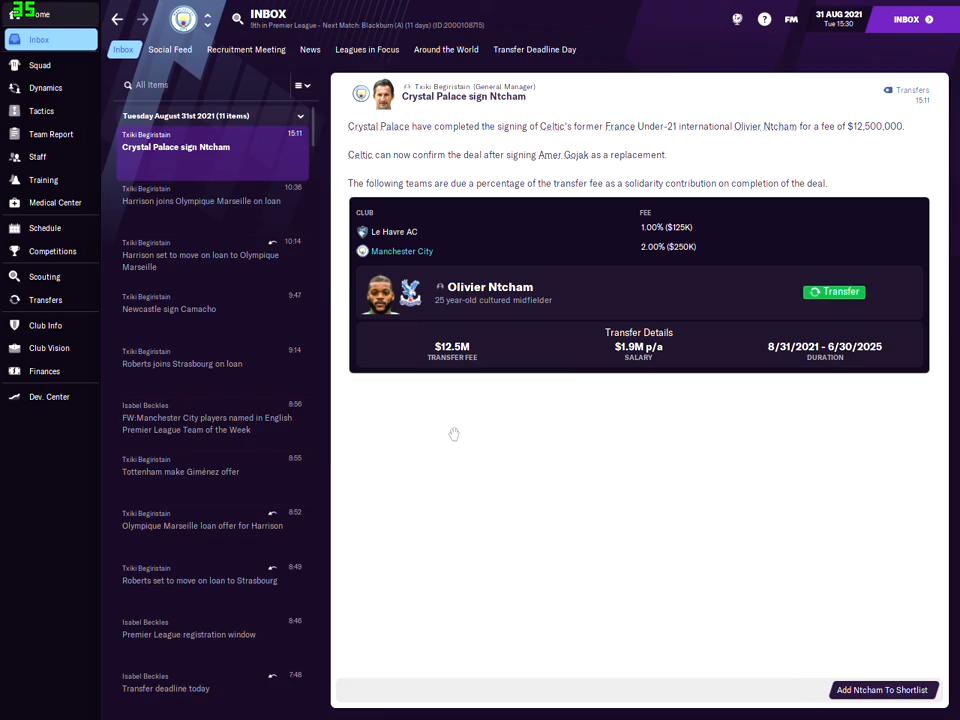 25
ome
INBOX
9th in Premier League - Next Match: Blackburn (A) (11 days) (ID:2000108715)
FM
31 AUG 2021
Tue 15:30
INBOX
Inbox
Squad
Dynamics
Tactics
Team Report
Staff
Training
Medical Center
Schedule
Competitions
Scouting
Transfers
Club Info
Club Vision
Finances
Dev. Center
Inbox
Social Feed
Recruitment Meeting
News
Leagues in Focus
Around the World
Transfer Deadline Day
All Items
Tuesday August 31st 2021 (11 items)
Txiki Begiristain
15:11
Crystal Palace sign Ntcham
Txiki Begiristain
10:36
Harrison joins Olympique Marseille on loan
Txiki Begiristain
10:14
Harrison set to move on loan to Olympique
Marseille
Txiki Begiristain
9:47
Newcastle sign Camacho
Txiki Begiristain
9:14
Roberts joins Strasbourg on loan
Isabel Beckles
8:56
FW:Manchester City players named in English
Premier League Team of the Week
Txiki Begiristain
8:55
Tottenham make Giménez offer
Txiki Begiristain
8:52
Olympique Marseille loan offer for Harrison
Txiki Begiristain
8:49
Roberts set to move on loan to Strasbourg
Isabel Beckles
8:46
Premier League registration window
Isabel Beckles
7:48
Transfer deadline today
Txiki Begiristain (General Manager)
Crystal Palace sign Ntcham
Transfers
15:11
Crystal Palace have completed the signing of Celtic's former France Under-21 international Olivier Ntcham for a fee of $12,500,000.
Celtic can now confirm the deal after signing Amer Gojak as a replacement.
The following teams are due a percentage of the transfer fee as a solidarity contribution on completion of the deal.
CLUB
FEE
Le Havre AC
1.00% ($125K)
Manchester City
2.00% ($250K)
Olivier Ntcham
25 year-old cultured midfielder
Transfer
Transfer Details
$12.5M
$1.9M p/a
8/31/2021 - 6/30/2025
TRANSFER FEE
SALARY
DURATION
Add Ntcham To Shortlist